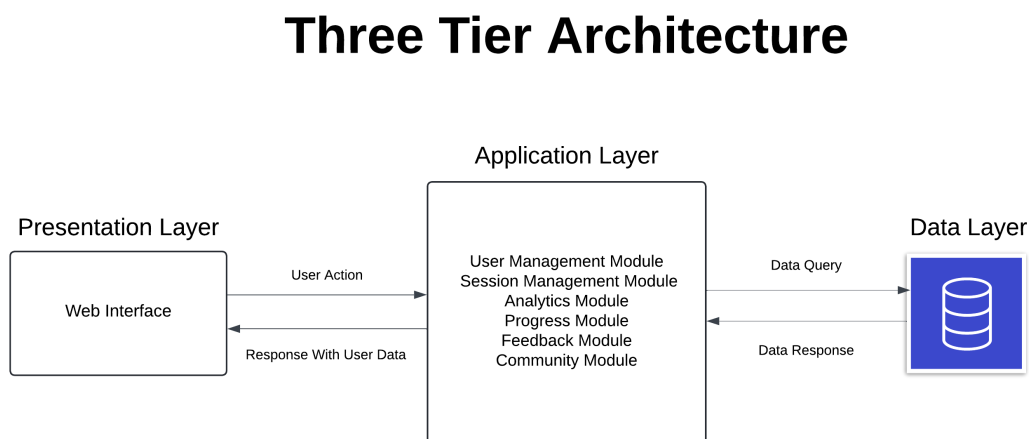 Three Tier Architecture
Application Layer
Presentation Layer
Data Layer
Web Interface
User Action
Response With User Data
User Management Module
Session Management Module
Analytics Module
Progress Module
Feedback Module
Community Module
Data Query
Data Response